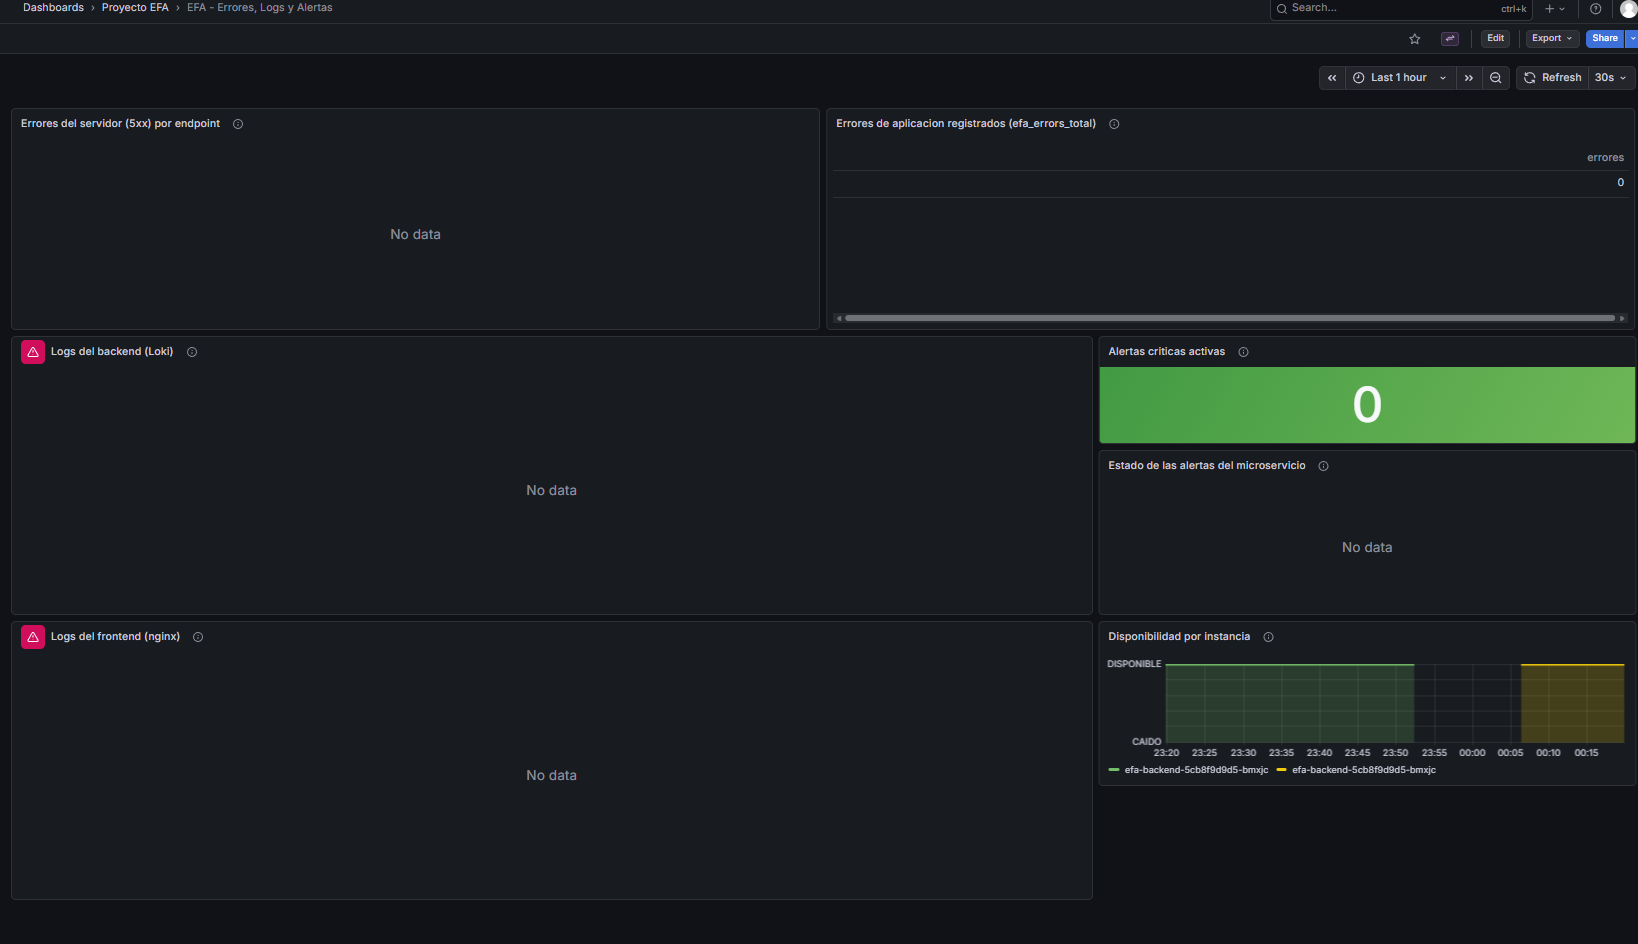 Dashboards › Proyecto EFA › EFA - Errores, Logs y Alertas
Search... ctrl+k
Edit Export Share
Last 1 hour Refresh 30s
Errores del servidor (5xx) por endpoint
No data
Errores de aplicacion registrados (efa_errors_total)
errores
0
Logs del backend (Loki)
No data
Alertas criticas activas
0
Estado de las alertas del microservicio
No data
Logs del frontend (nginx)
No data
Disponibilidad por instancia
DISPONIBLE
CAIDO
23:20 23:25 23:30 23:35 23:40 23:45 23:50 23:55 00:00 00:05 00:10 00:15
efa-backend-5cb8f9d9d5-bmxjc efa-backend-5cb8f9d9d5-bmxjc